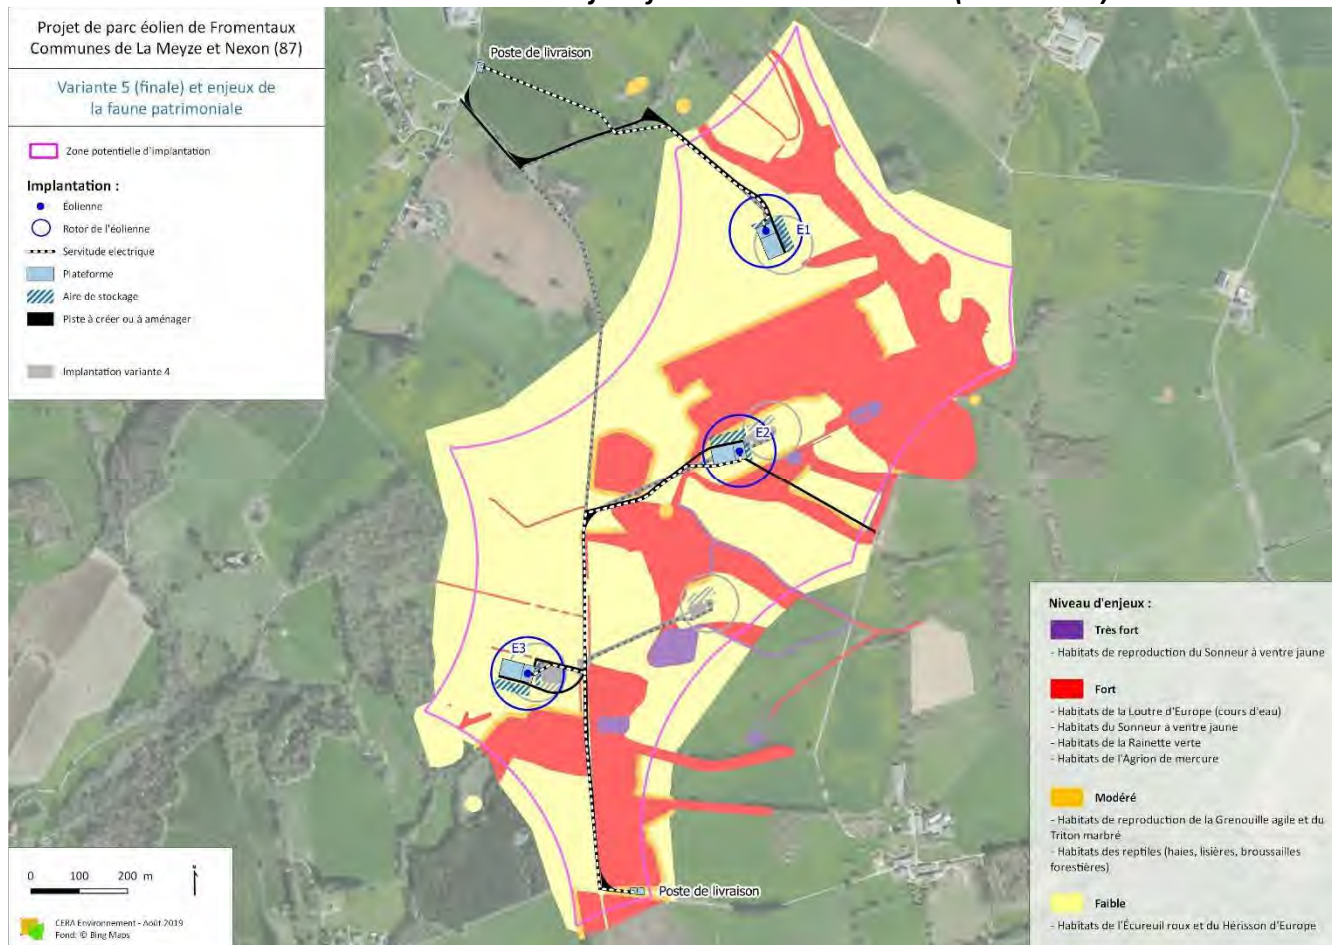 Projet de parc éolien de Fromentaux
Communes de La Meyze et Nexon (87)
Variante 5 (finale) et enjeux de
la faune patrimoniale
Zone potentielle d'implantation
Implantation :
Éolienne
Rotor de l'éolienne
Servitude electrique
Plateforme
Aire de stockage
Piste à créer ou à aménager
Implantation variante 4
Poste de livraison
E1
E2
E3
Poste de livraison
Niveau d'enjeux :
Très fort
- Habitats de reproduction du Sonneur à ventre jaune
Fort
- Habitats de la Loutre d'Europe (cours d'eau)
- Habitats du Sonneur a ventre jaune
- Habitats de la Rainette verte
- Habitats de l'Agrion de mercure
Modéré
- Habitats de reproduction de la Grenouille agile et du
Triton marbré
- Habitats des reptiles (haies, lisières, broussailles
forestières)
Faible
- Habitats de l'Écureuil roux et du Hérisson d'Europe
0 100 200 m
CERA Environnement - Août 2019
Fond: © Bing Maps